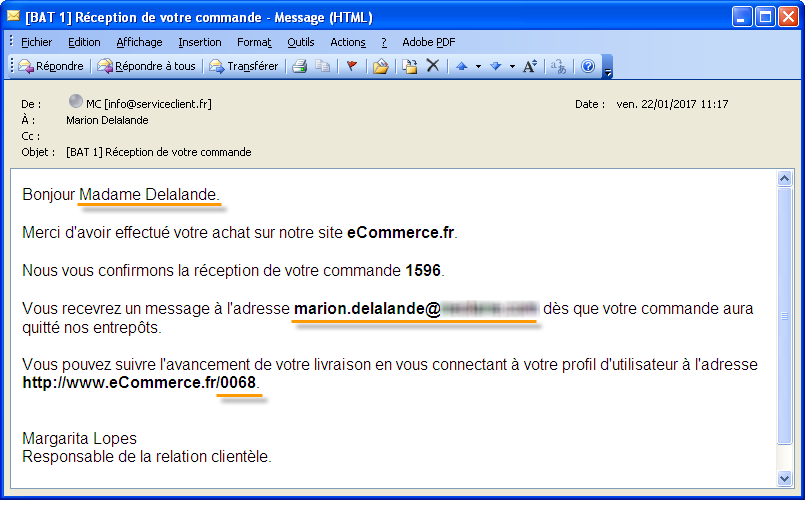 [BAT 1] Réception de votre commande - Message (HTML)
Fichier Edition Affichage Insertion Format Outils Actions ? Adobe PDF
Répondre Répondre à tous Transférer
De : MC [info@serviceclient.fr] Date : ven. 22/01/2017 11:17
À : Marion Delalande
Cc :
Objet : [BAT 1] Réception de votre commande
Bonjour Madame Delalande.
Merci d'avoir effectué votre achat sur notre site eCommerce.fr.
Nous vous confirmons la réception de votre commande 1596.
Vous recevrez un message à l'adresse marion.delalande@ dès que votre commande aura
quitté nos entrepôts.
Vous pouvez suivre l'avancement de votre livraison en vous connectant à votre profil d'utilisateur à l'adresse
http://www.eCommerce.fr/0068.
Margarita Lopes
Responsable de la relation clientèle.